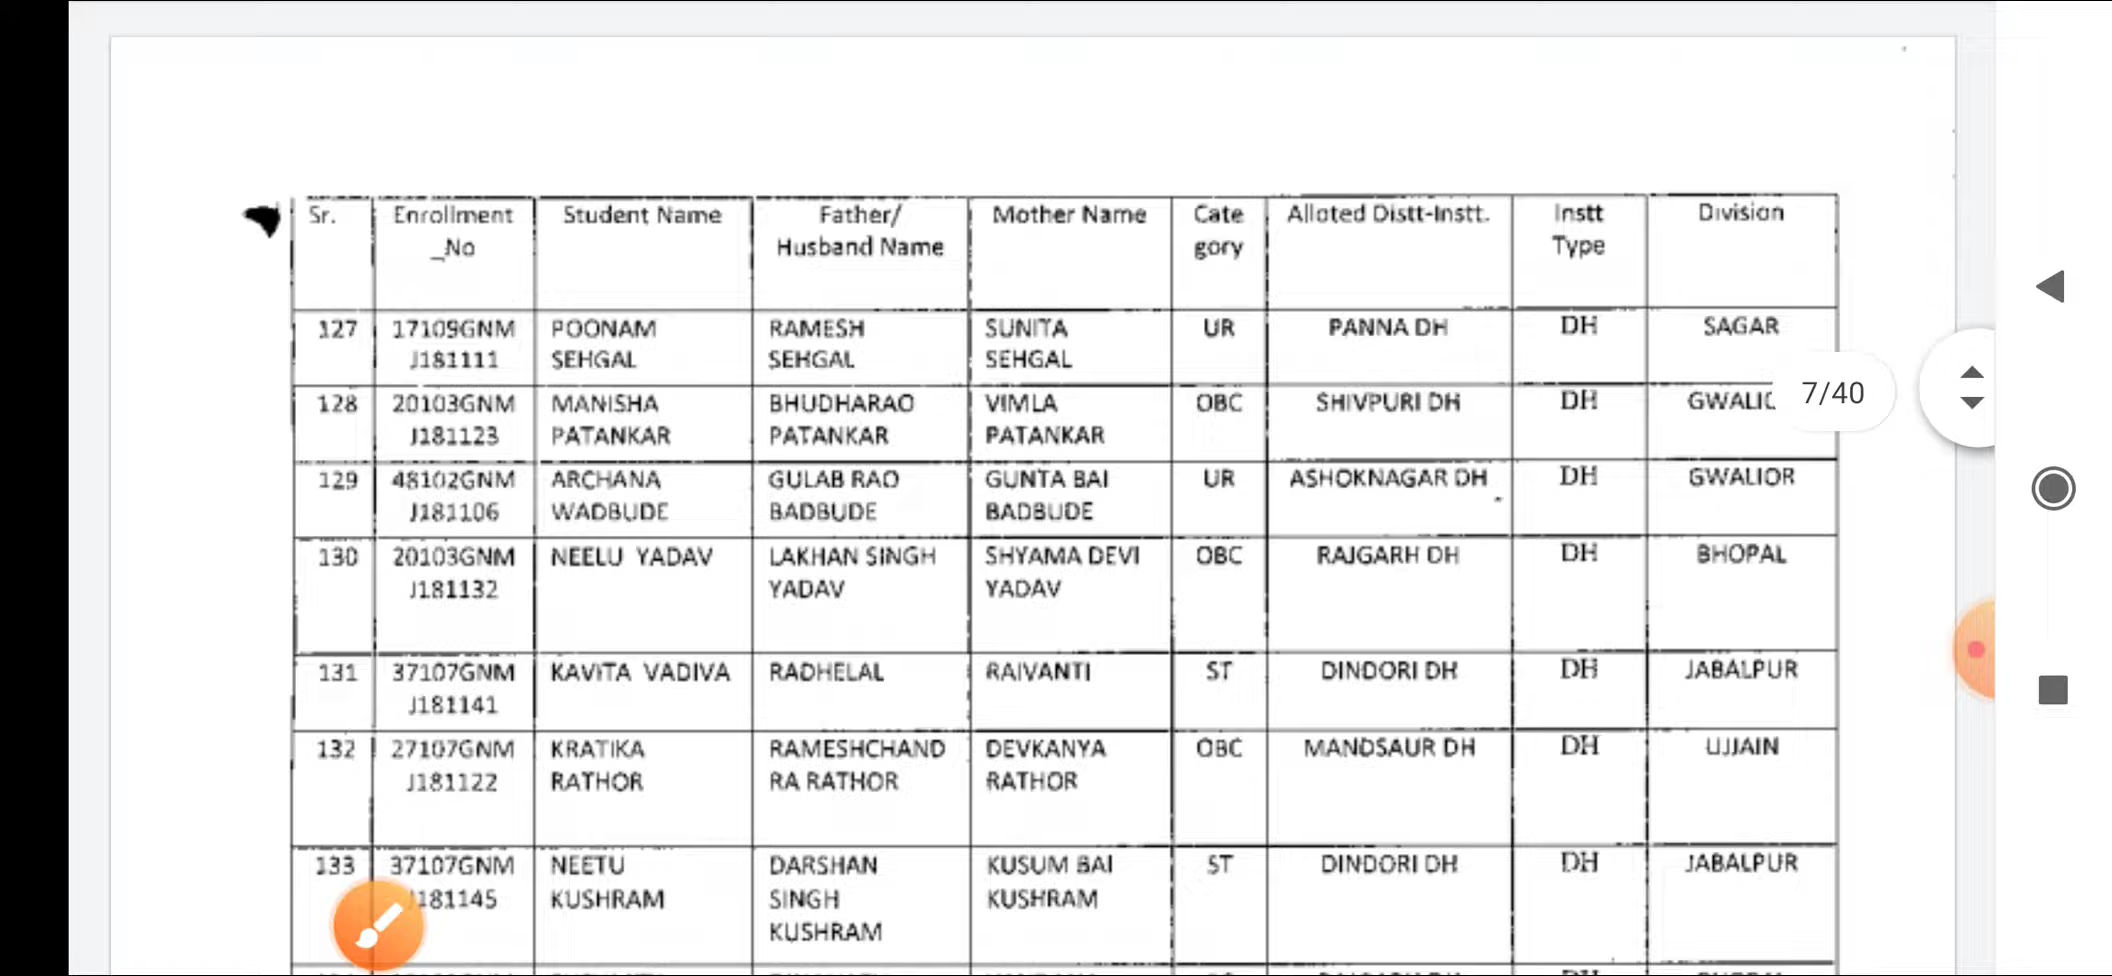 Sr. Enrollment Student Name Father/ Mother Name Cate Alloted Distt-Instt. Instt Division
_No Husband Name gory Type
127 17109GNM POONAM RAMESH SUNITA UR PANNA DH DH SAGAR
J181111 SEHGAL SEHGAL SEHGAL
128 20103GNM MANISHA BHUDHARAO VIMLA OBC SHIVPURI DH DH 7/40
J181123 PATANKAR PATANKAR PATANKAR
129 48102GNM ARCHANA GULAB RAO GUNTA BAI UR ASHOKNAGAR DH DH GWALIOR
J181106 WADBUDE BADBUDE BADBUDE
130 20103GNM NEELU YADAV LAKHAN SINGH SHYAMA DEVI OBC RAJGARH DH DH BHOPAL
J181132 YADAV YADAV
131 37107GNM KAVITA VADIVA RADHELAL RAIVANTI ST DINDORI DH DH JABALPUR
J181141
132 27107GNM KRATIKA RAMESHCHAND DEVKANYA OBC MANDSAUR DH DH UJJAIN
J181122 RATHOR RA RATHOR RATHOR
133 37107GNM NEETU DARSHAN KUSUM BAI ST DINDORI DH DH JABALPUR
J181145 KUSHRAM SINGH KUSHRAM
KUSHRAM